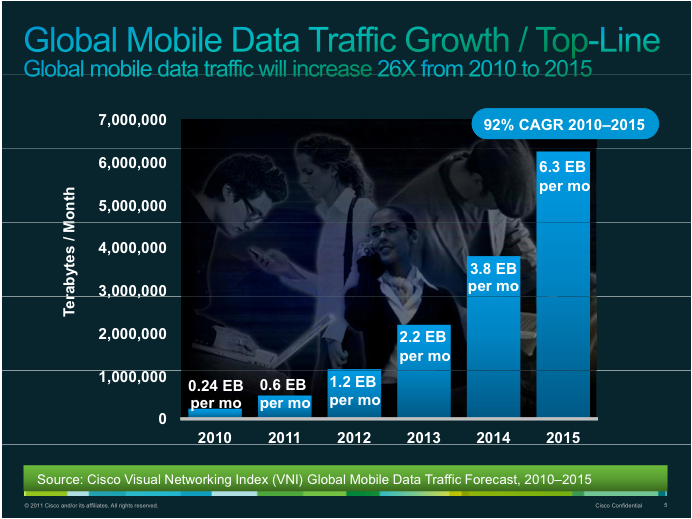 Global Mobile Data Traffic Growth / Top-Line
Global mobile data traffic will increase 26X from 2010 to 2015
92% CAGR 2010–2015
Terabytes / Month
7,000,000
6,000,000
5,000,000
4,000,000
3,000,000
2,000,000
1,000,000
0
0.24 EB
per mo
0.6 EB
per mo
1.2 EB
per mo
2.2 EB
per mo
3.8 EB
per mo
6.3 EB
per mo
2010
2011
2012
2013
2014
2015
Source: Cisco Visual Networking Index (VNI) Global Mobile Data Traffic Forecast, 2010–2015
© 2011 Cisco and/or its affiliates. All rights reserved.
Cisco Confidential
5